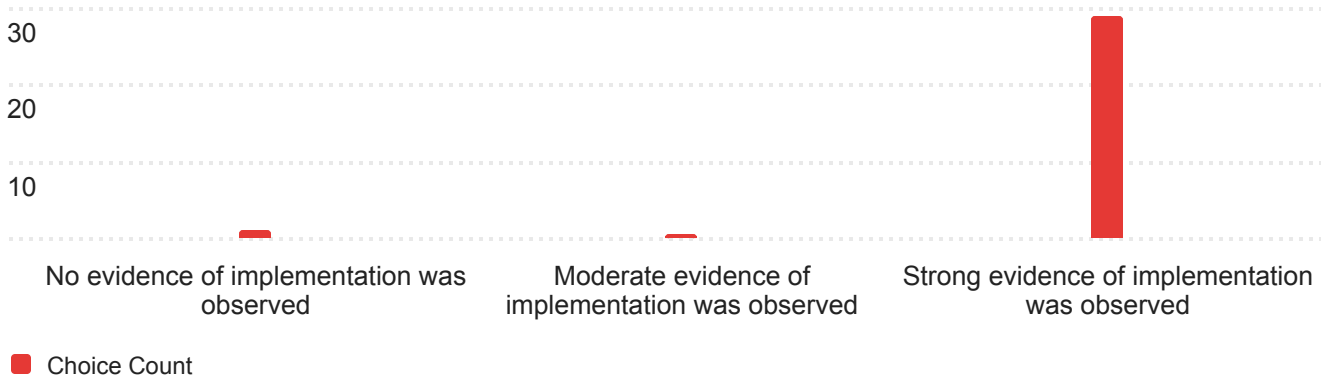 30
20
10
No evidence of implementation was
observed
Moderate evidence of
implementation was observed
Strong evidence of implementation
was observed
Choice Count